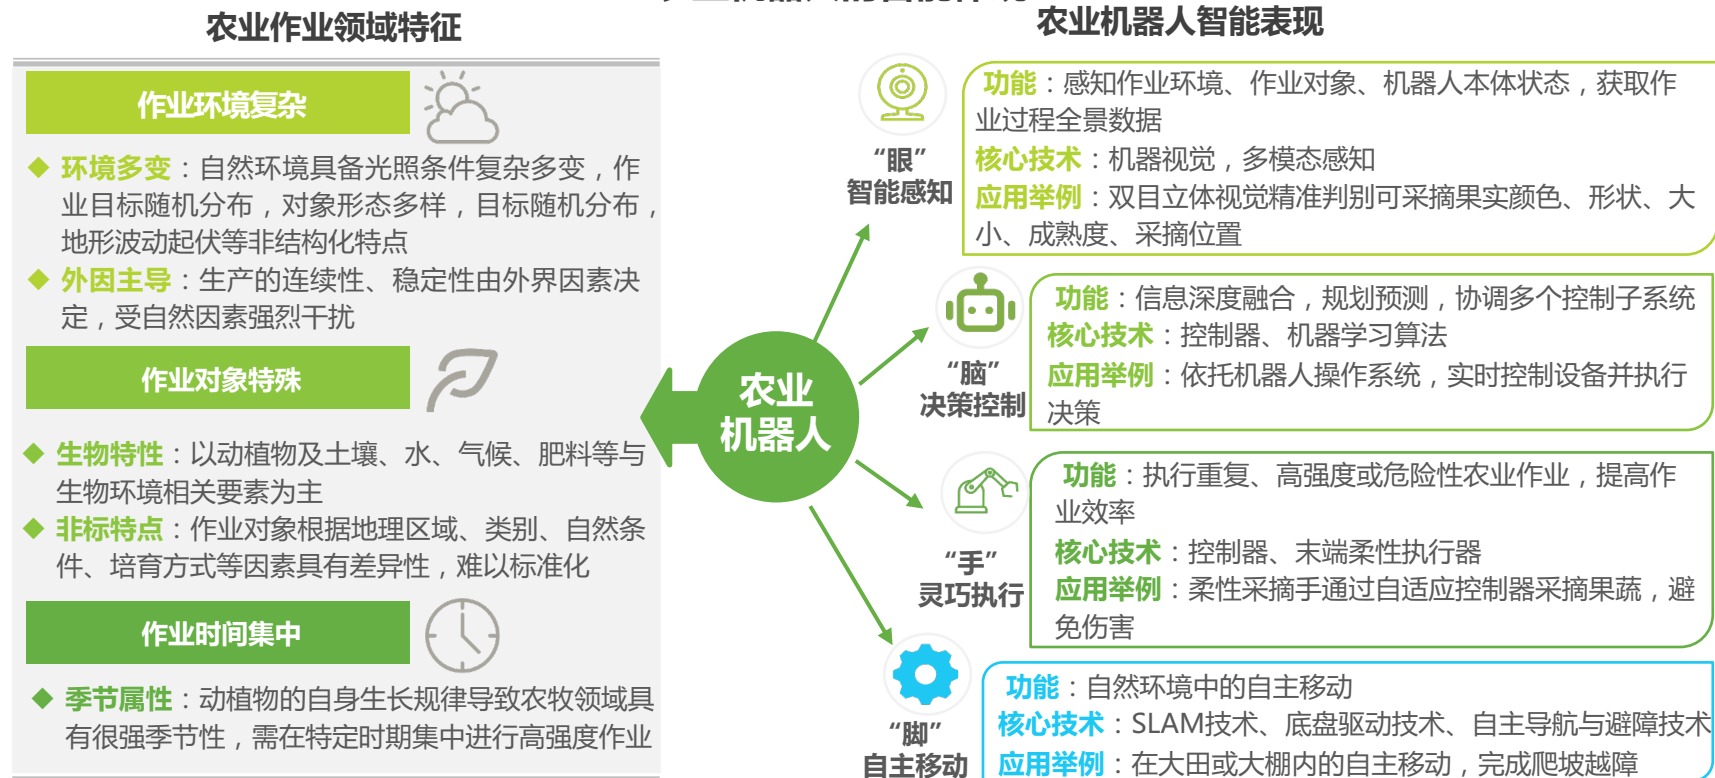 农业作业领域特征
作业环境复杂
◆ 环境多变：自然环境具备光照条件复杂多变，作
业目标随机分布，对象形态多样，目标随机分布，
地形波动起伏等非结构化特点
◆ 外因主导：生产的连续性、稳定性由外界因素决
定，受自然因素强烈干扰
作业对象特殊
◆ 生物特性：以动植物及土壤、水、气候、肥料等与
生物环境相关要素为主
◆ 非标特点：作业对象根据地理区域、类别、自然条
件、培育方式等因素具有差异性，难以标准化
作业时间集中
◆ 季节属性：动植物的自身生长规律导致农牧领域具
有很强季节性，需在特定时期集中进行高强度作业
农业
机器人
农业机器人智能表现
“眼”
智能感知
功能：感知作业环境、作业对象、机器人本体状态，获取作
业过程全景数据
核心技术：机器视觉，多模态感知
应用举例：双目立体视觉精准判别可采摘果实颜色、形状、大
小、成熟度、采摘位置
“脑”
决策控制
功能：信息深度融合，规划预测，协调多个控制子系统
核心技术：控制器、机器学习算法
应用举例：依托机器人操作系统，实时控制设备并执行
决策
“手”
灵巧执行
功能：执行重复、高强度或危险性农业作业，提高作
业效率
核心技术：控制器、末端柔性执行器
应用举例：柔性采摘手通过自适应控制器采摘果蔬，避
免伤害
“脚”
自主移动
功能：自然环境中的自主移动
核心技术：SLAM技术、底盘驱动技术、自主导航与避障技术
应用举例：在大田或大棚内的自主移动，完成爬坡越障